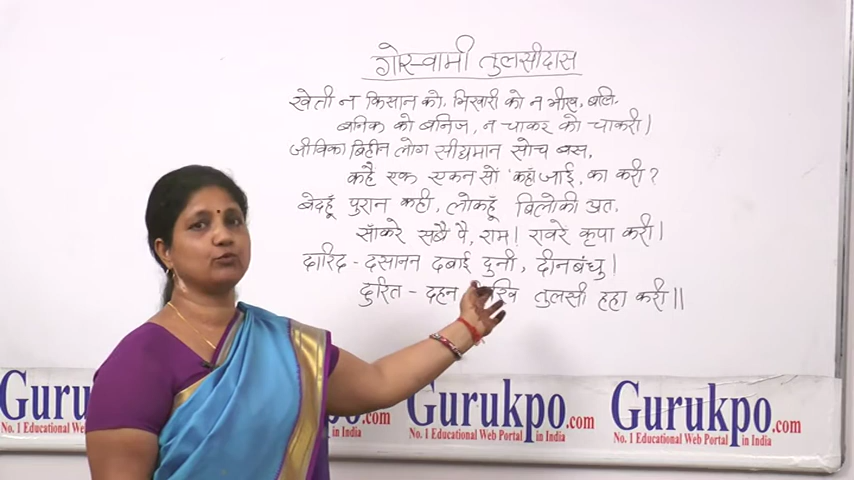 गोस्वामी तुलसीदास
खेती न किसान को, भिखारी को न भीख, बलि,
बनिक को बनिज, न चाकर को चाकरी।
जीविका बिहीन लोग सीद्यमान सोच बस,
कहैं एक एकन सों 'कहाँ जाई, का करी?
बेदहूँ पुरान कही, लोकहूँ बिलोकी अत,
साँकरे सबै पै, राम! रावरे कृपा करी।
दारिद - दसानन दबाई दुनी, दीनबंधु।
दुरित - दहन तुलसी हहा करी॥
Gurukpo.com
No. 1 Educational Web Portal in India
Gurukpo.com
No. 1 Educational Web Portal in India
Gurukpo.com
No. 1 Educational Web Portal in India